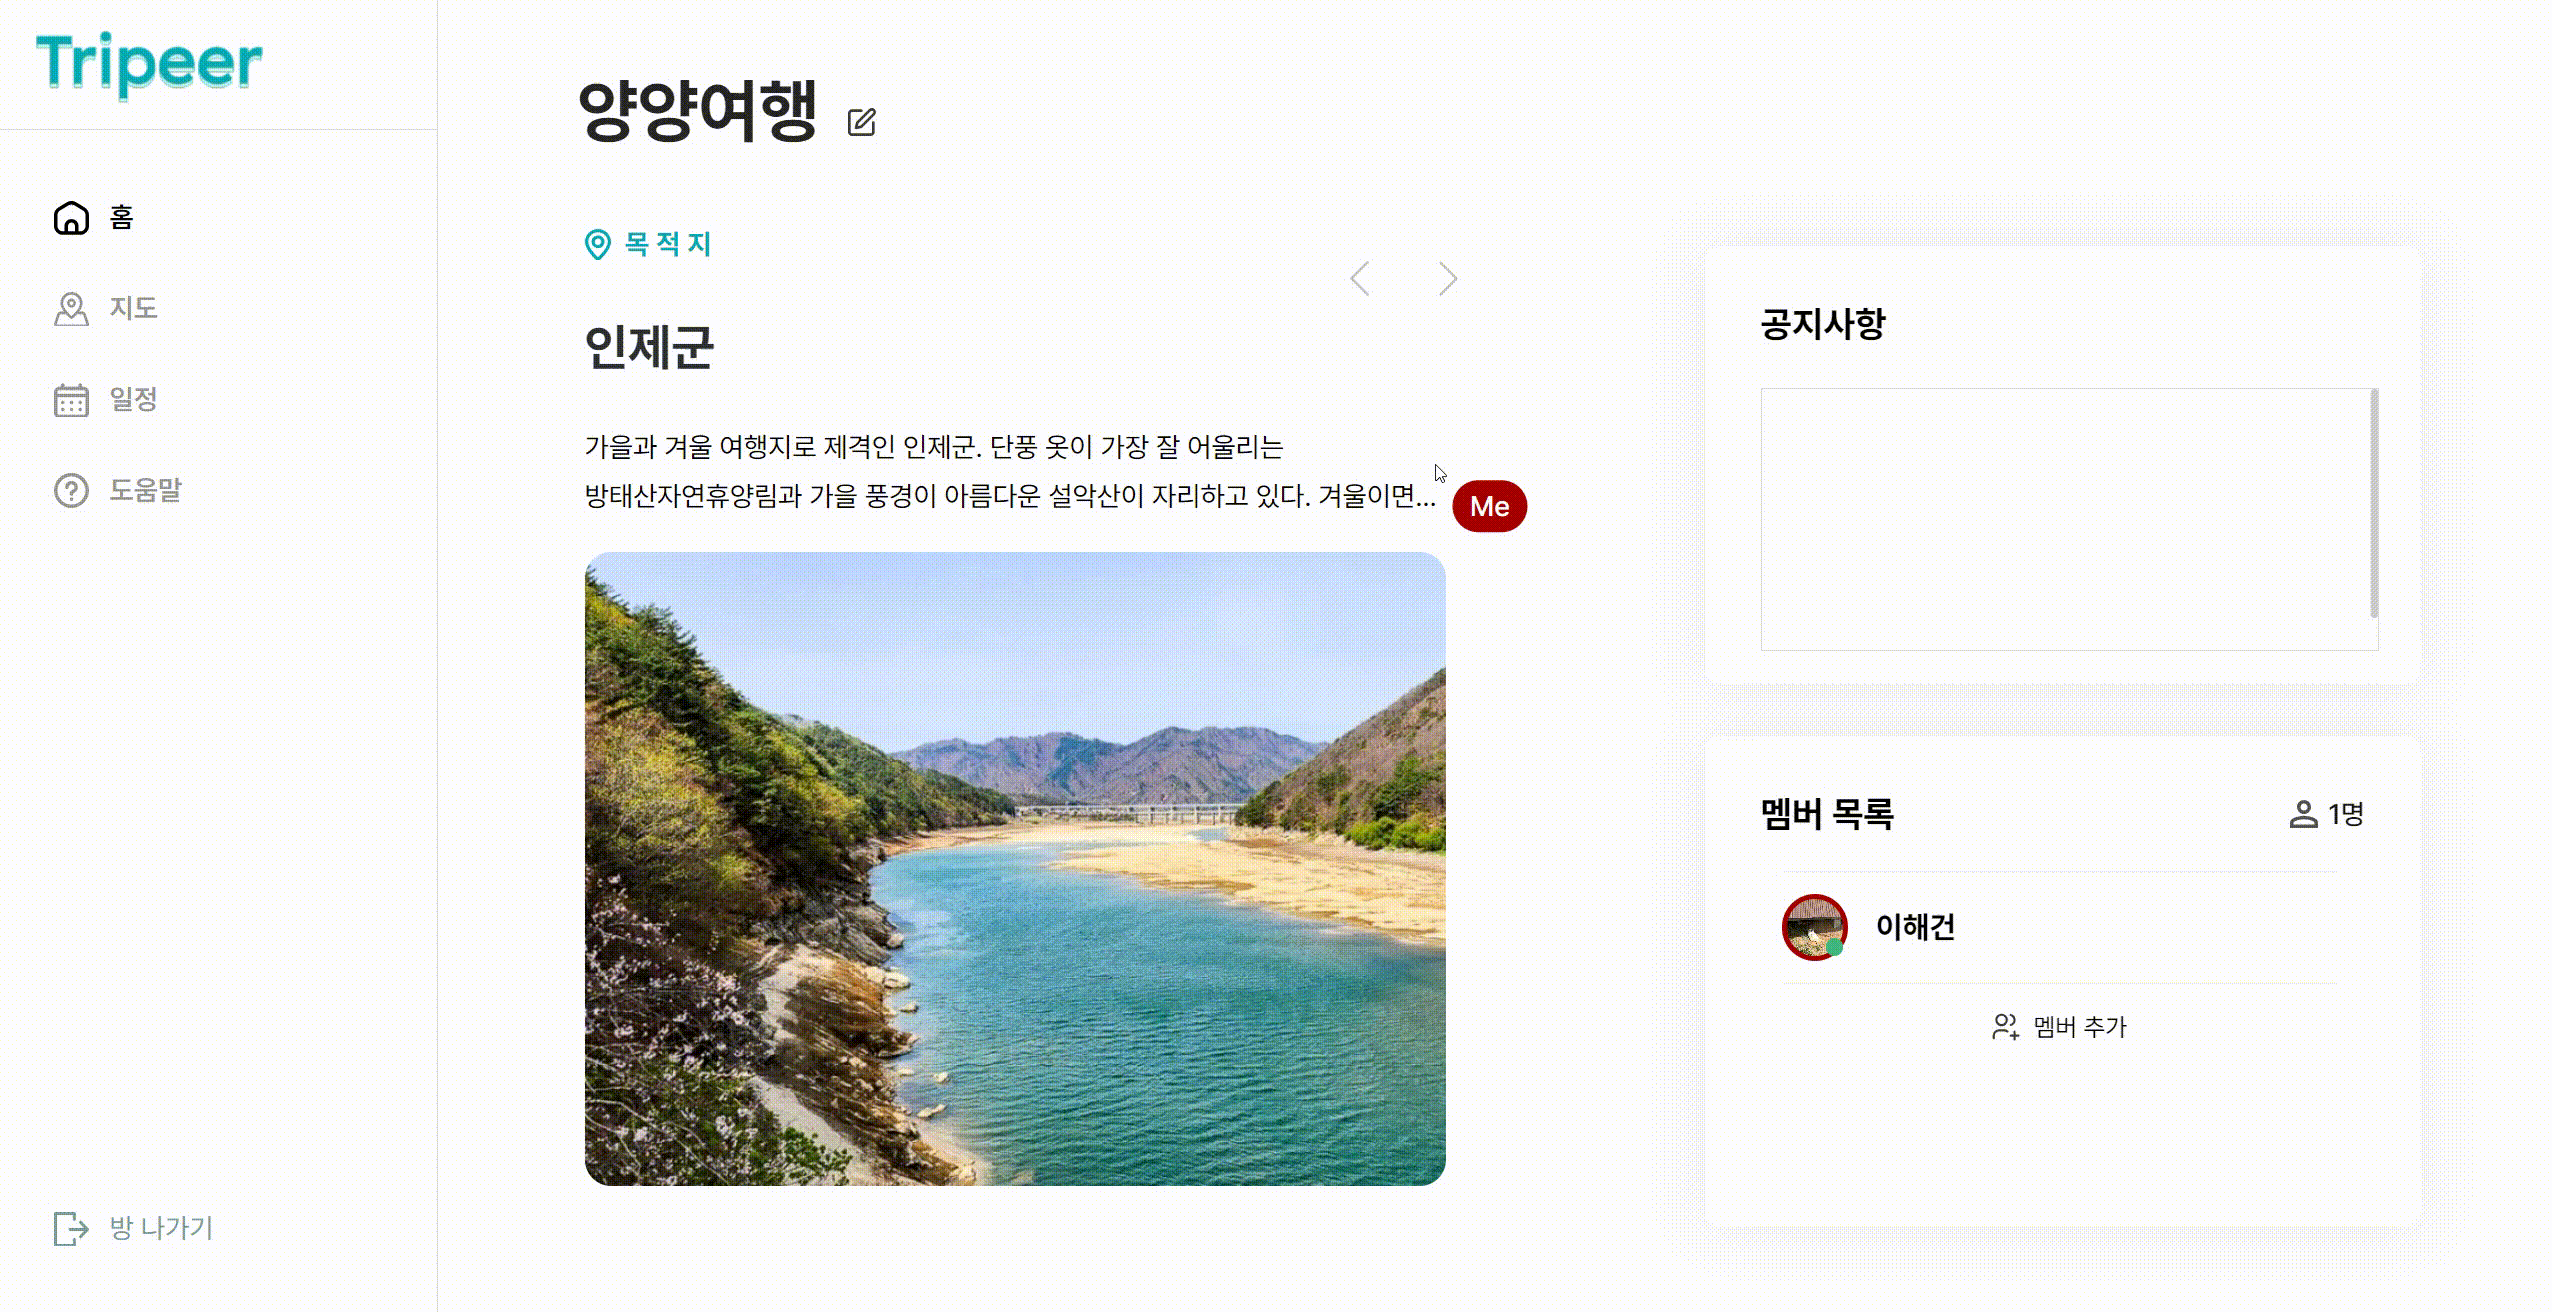 Tripeer
홈
지도
일정
도움말
방 나가기
양양여행
목적지
인제군
가을과 겨울 여행지로 제격인 인제군. 단풍 옷이 가장 잘 어울리는
방태산자연휴양림과 가을 풍경이 아름다운 설악산이 자리하고 있다. 겨울이면...
Me
공지사항
멤버 목록
1명
이해건
멤버 추가